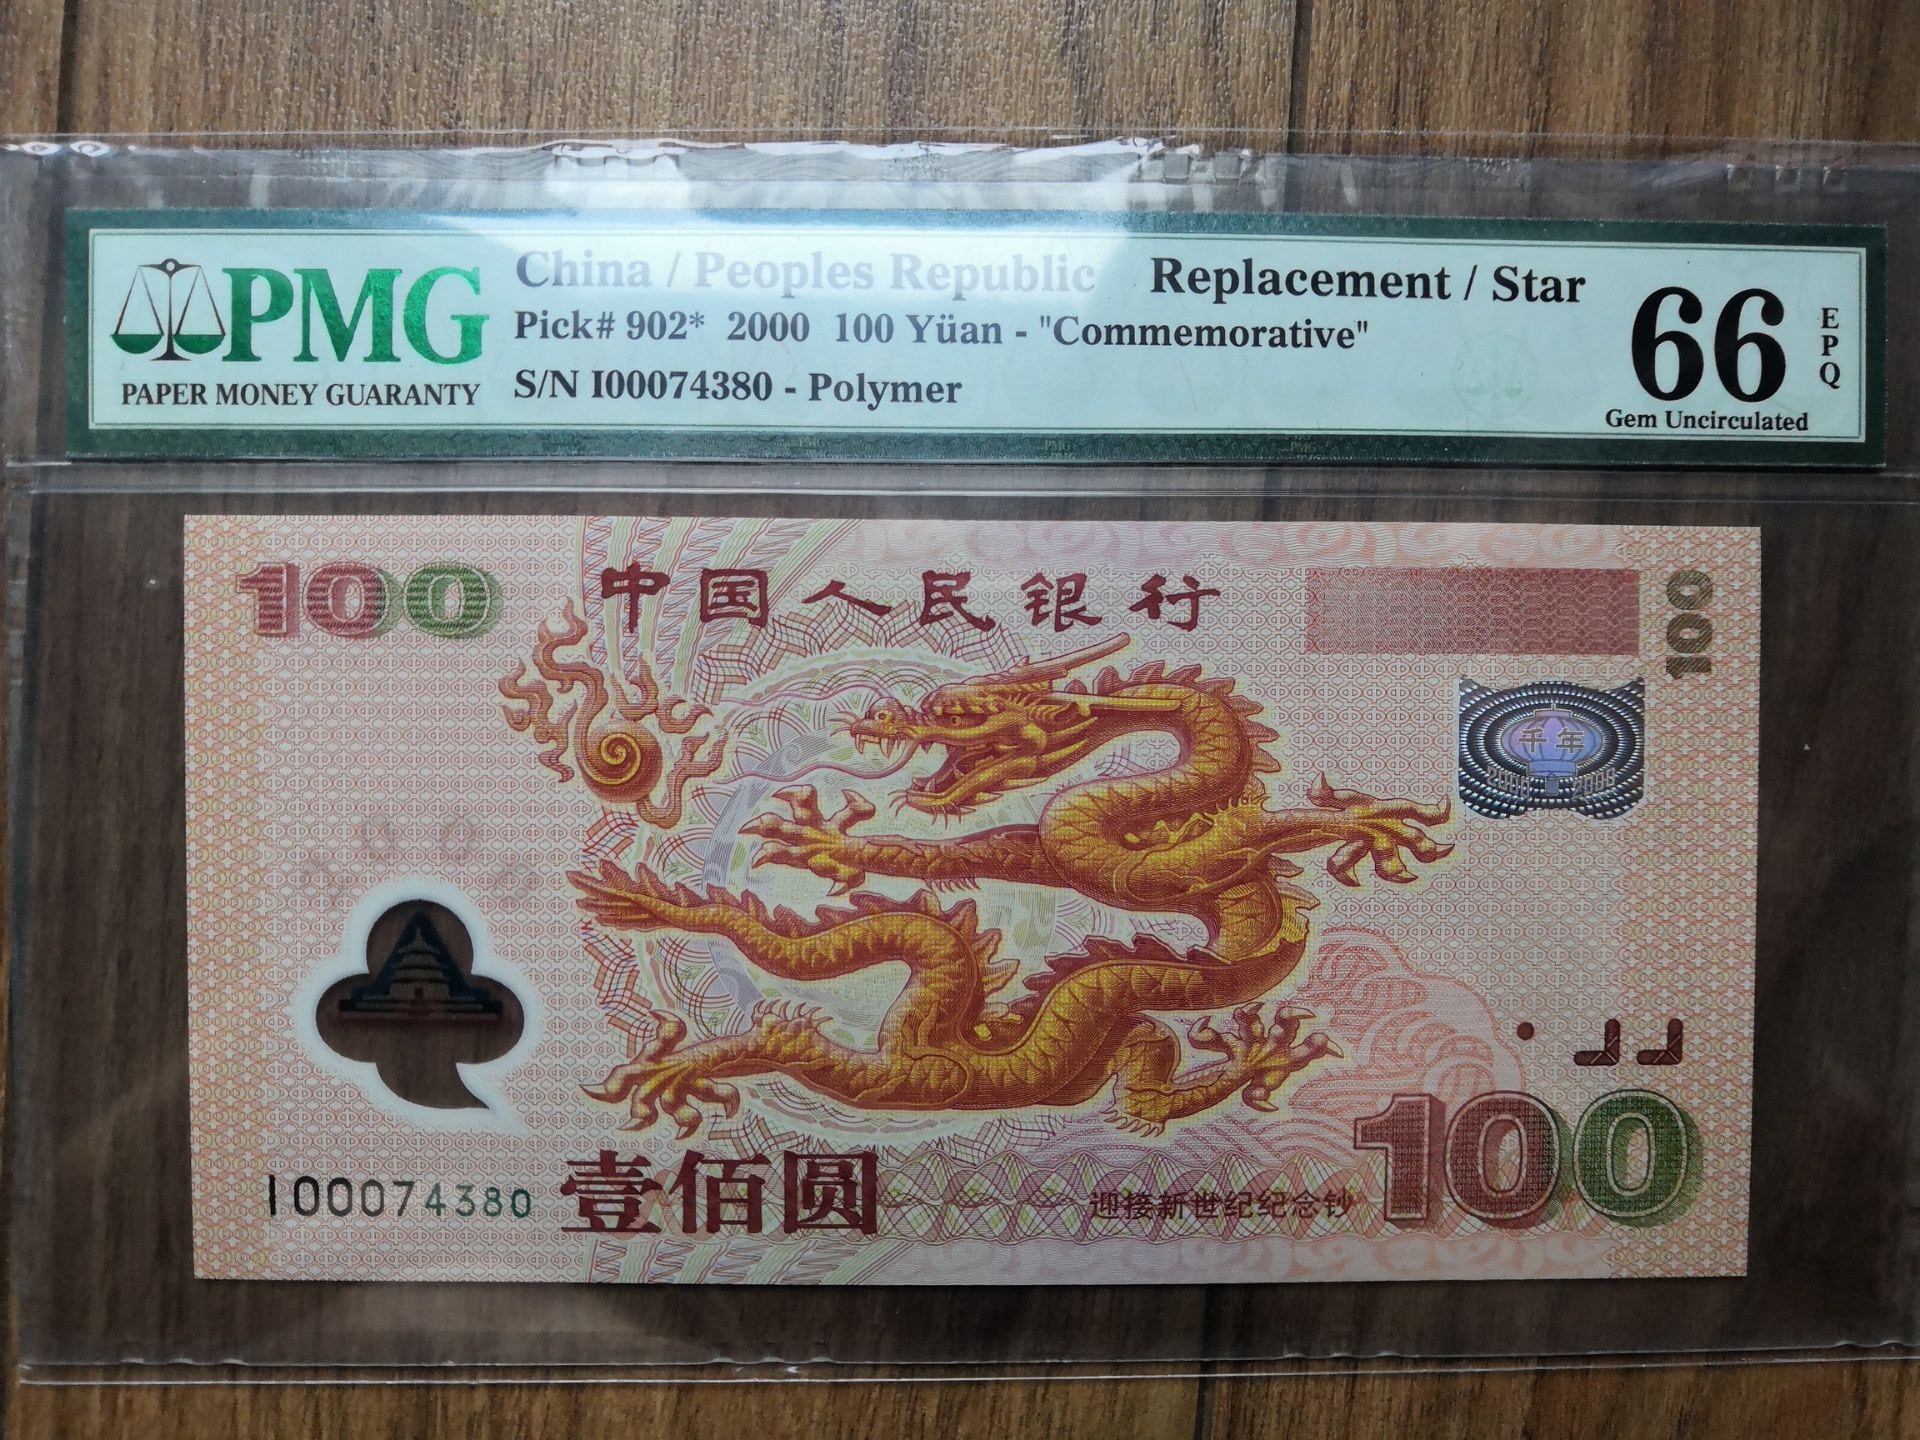 PMG
PAPER MONEY GUARANTY
China / Peoples Republic Replacement / Star
Pick# 902* 2000 100 Yüan - "Commemorative"
S/N I00074380 - Polymer
66
EPQ
Gem Uncirculated
100
中国人民银行
100
千年
2000 2000
I00074380
壹佰圆
迎接新世纪纪念钞
100